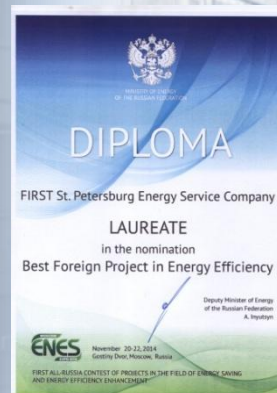 MINISTRY OF ENERGY
OF THE RUSSIAN FEDERATION
DIPLOMA
FIRST St. Petersburg Energy Service Company
LAUREATE
in the nomination
Best Foreign Project in Energy Efficiency
Deputy Minister of Energy
of the Russian Federation
A. Inyutsyn
ENES
November 20-22, 2014
Gostiny Dvor, Moscow, Russia
FIRST ALL-RUSSIA CONTEST OF PROJECTS IN THE FIELD OF ENERGY SAVING
AND ENERGY EFFICIENCY ENHANCEMENT